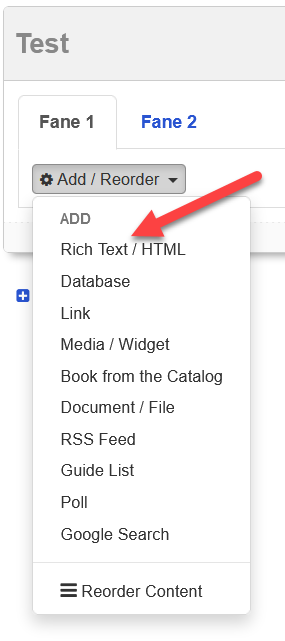 Test
Fane 1 Fane 2
Add / Reorder
ADD
Rich Text / HTML
Database
Link
Media / Widget
Book from the Catalog
Document / File
RSS Feed
Guide List
Poll
Google Search
Reorder Content